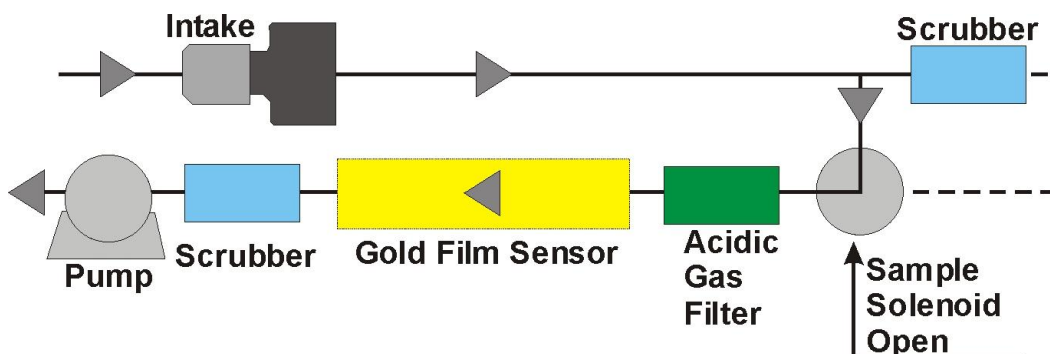 Intake
Scrubber
Pump
Scrubber
Gold Film Sensor
Acidic
Gas
Filter
Sample
Solenoid
Open